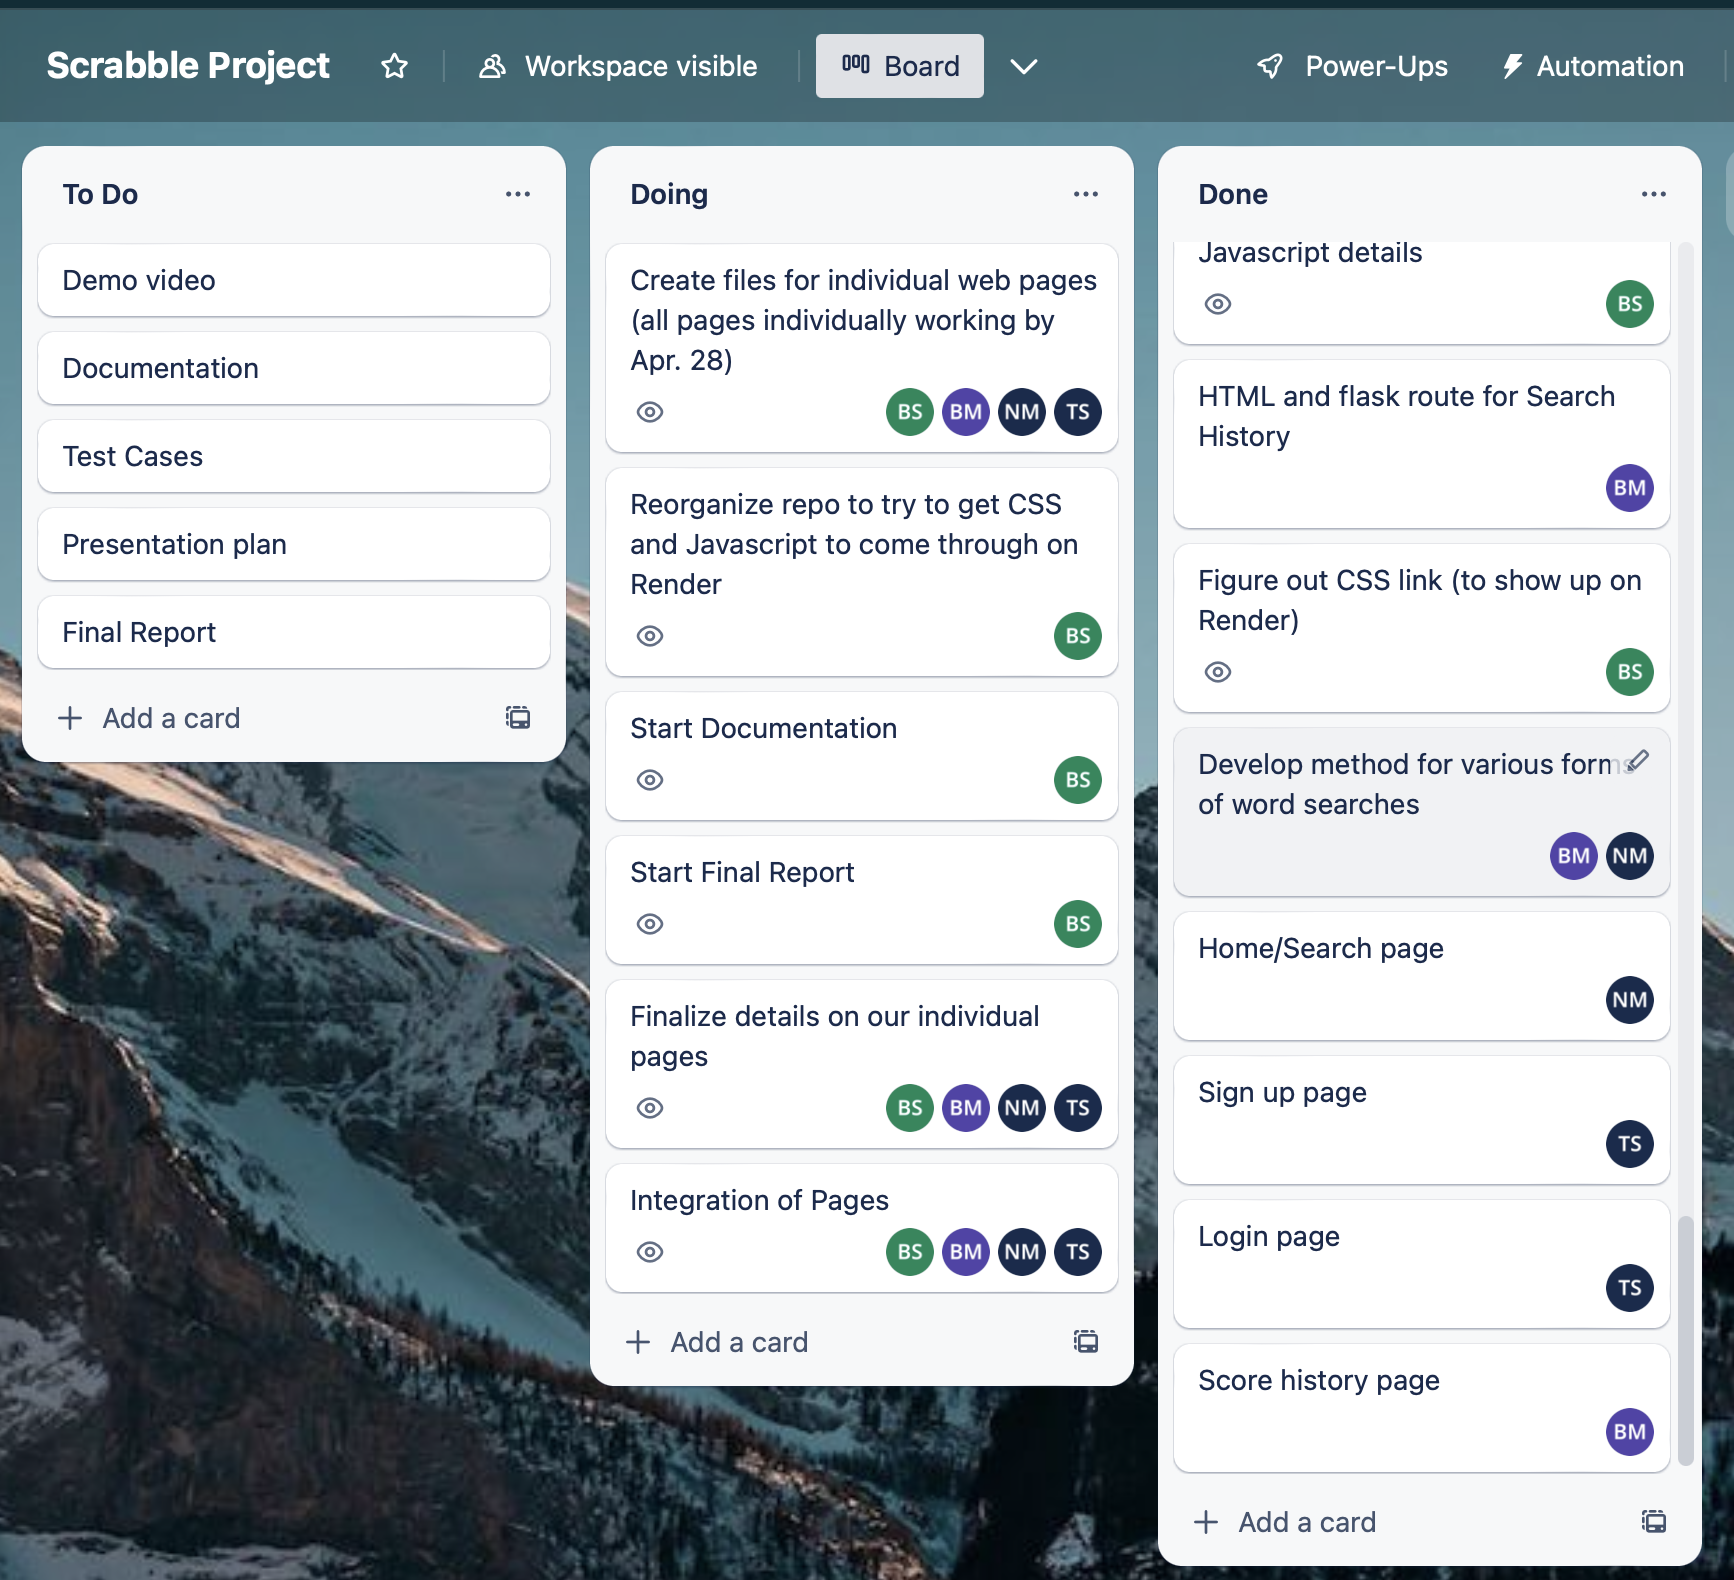 Scrabble Project
Workspace visible
Board
Power-Ups
Automation
To Do
Demo video
Documentation
Test Cases
Presentation plan
Final Report
Add a card
Doing
Create files for individual web pages
(all pages individually working by
Apr. 28)
BS BM NM TS
Reorganize repo to try to get CSS
and Javascript to come through on
Render
BS
Start Documentation
BS
Start Final Report
BS
Finalize details on our individual
pages
BS BM NM TS
Integration of Pages
BS BM NM TS
Add a card
Done
Javascript details
BS
HTML and flask route for Search
History
BM
Figure out CSS link (to show up on
Render)
BS
Develop method for various forms
of word searches
BM NM
Home/Search page
NM
Sign up page
TS
Login page
TS
Score history page
BM
Add a card